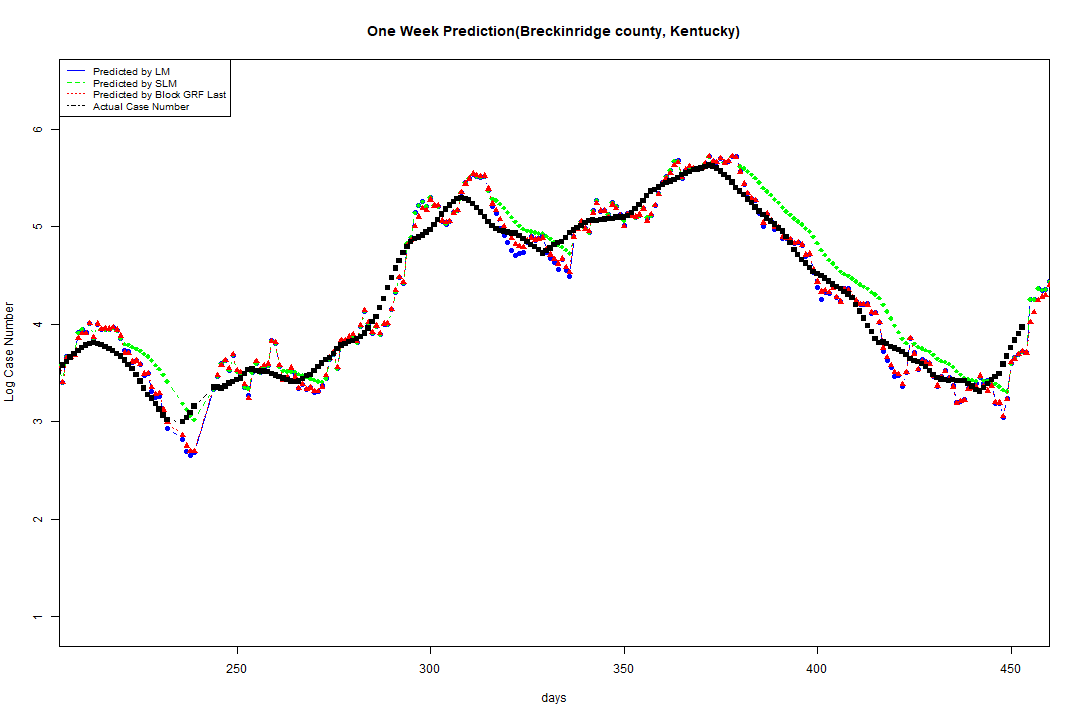 One Week Prediction(Breckinridge county, Kentucky)
Predicted by LM
Predicted by SLM
Predicted by Block GRF Last
Actual Case Number
6
5
4
3
2
1
Log Case Number
250 300 350 400 450
days